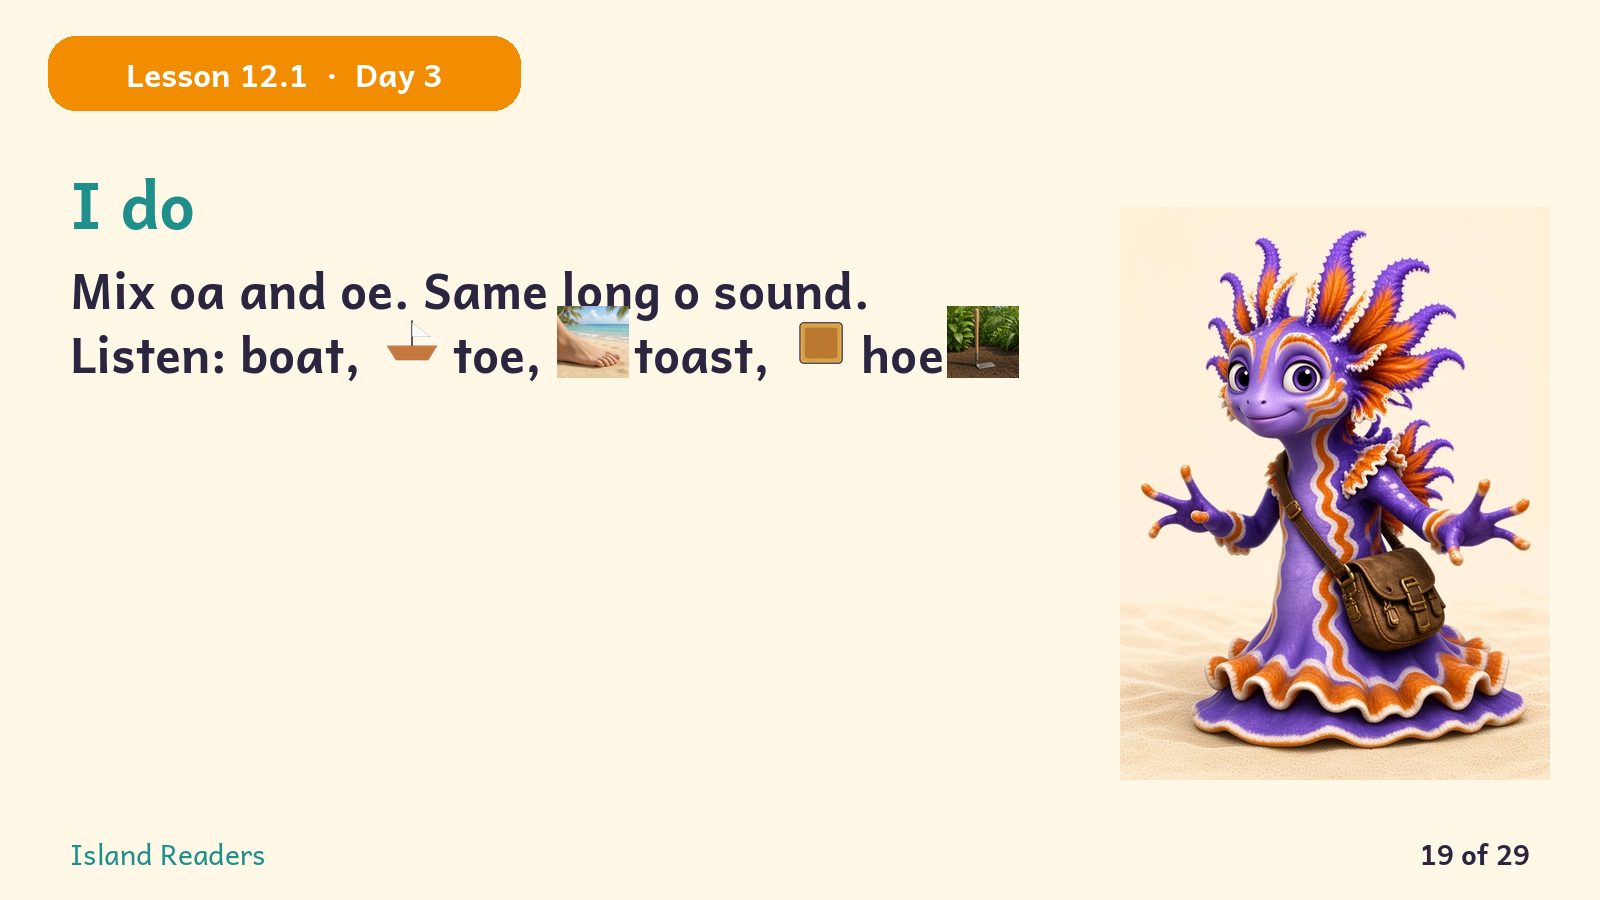 Lesson 12.1 · Day 3
I do
Mix oa and oe. Same long o sound.
Listen: boat, toe, toast, hoe
Island Readers
19 of 29